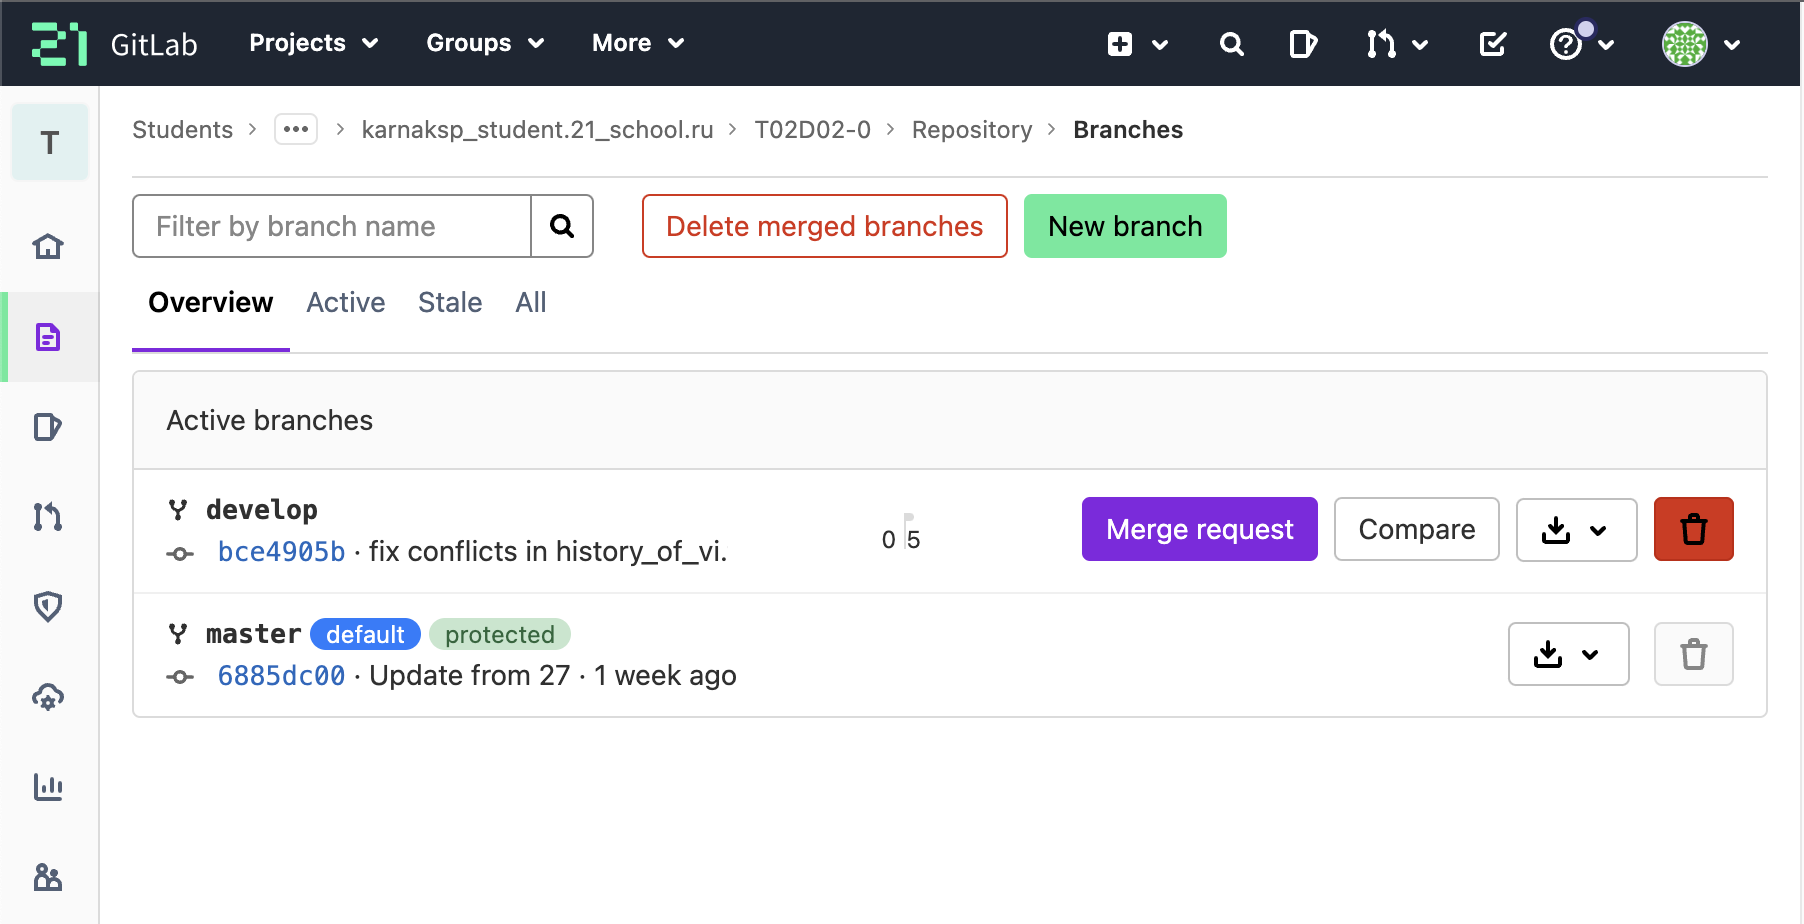 21 GitLab Projects Groups More
Students ••• karnaksp_student.21_school.ru T02D02-0 Repository Branches
T
Filter by branch name Delete merged branches New branch
Overview Active Stale All
Active branches
develop
bce4905b · fix conflicts in history_of_vi.
0 5 Merge request Compare
master default protected
6885dc00 · Update from 27 · 1 week ago